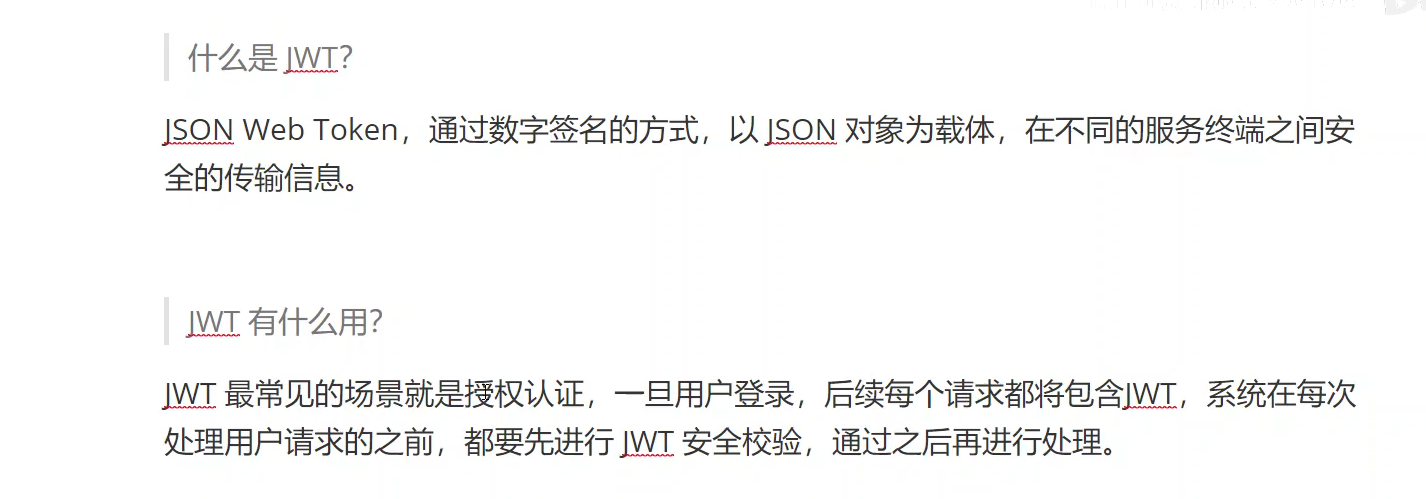 什么是 JWT?
JSON Web Token，通过数字签名的方式，以 JSON 对象为载体，在不同的服务终端之间安
全的传输信息。
JWT 有什么用?
JWT 最常见的场景就是授权认证，一旦用户登录，后续每个请求都将包含JWT，系统在每次
处理用户请求的之前，都要先进行 JWT 安全校验，通过之后再进行处理。